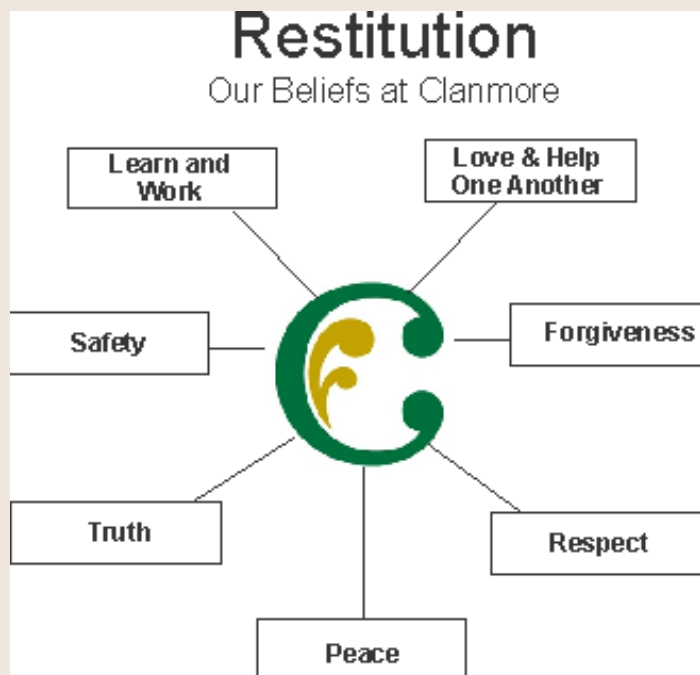 Restitution
Our Beliefs at Clanmore
Learn and
Work
Love & Help
One Another
Safety
Forgiveness
Truth
Respect
Peace